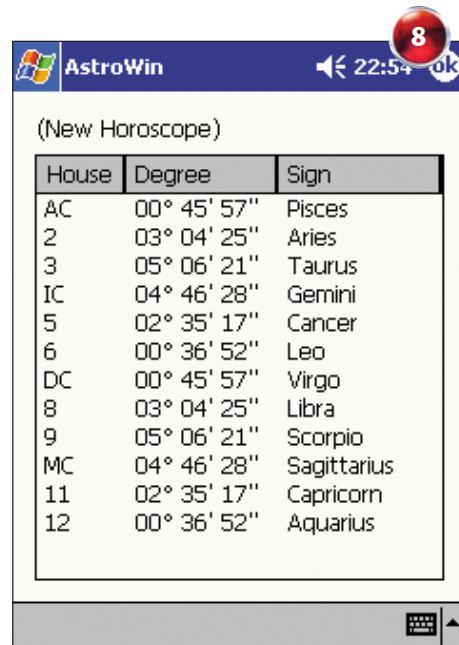 8
AstroWin 22:54 ok
(New Horoscope)
House Degree Sign
AC 00° 45' 57" Pisces
2 03° 04' 25" Aries
3 05° 06' 21" Taurus
IC 04° 46' 28" Gemini
5 02° 35' 17" Cancer
6 00° 36' 52" Leo
DC 00° 45' 57" Virgo
8 03° 04' 25" Libra
9 05° 06' 21" Scorpio
MC 04° 46' 28" Sagittarius
11 02° 35' 17" Capricorn
12 00° 36' 52" Aquarius